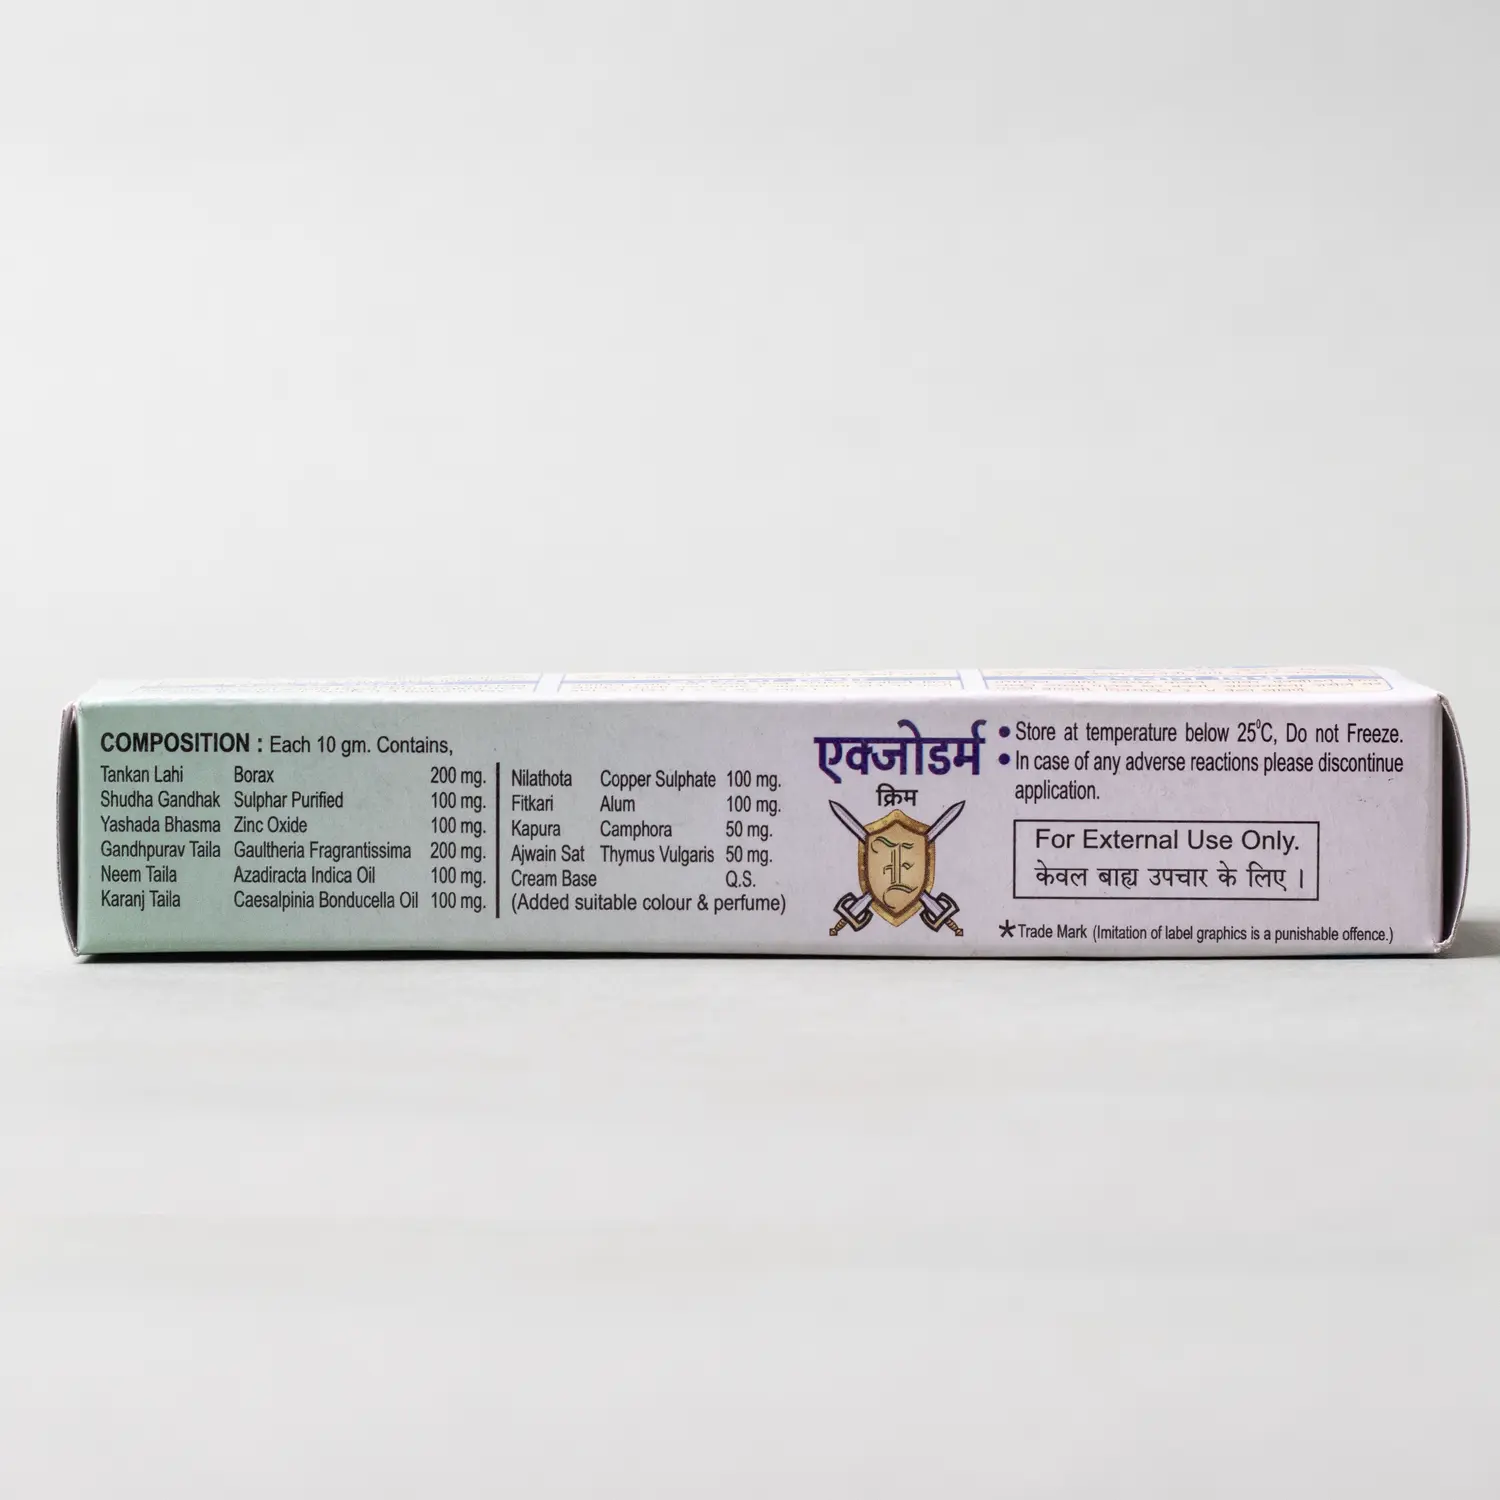 COMPOSITION : Each 10 gm. Contains,
Tankan Lahi Borax 200 mg.
Shudha Gandhak Sulphar Purified 100 mg.
Yashada Bhasma Zinc Oxide 100 mg.
Gandhpurav Taila Gaultheria Fragrantissima 200 mg.
Neem Taila Azadiracta Indica Oil 100 mg.
Karanj Taila Caesalpinia Bonducella Oil 100 mg.
Nilathota Copper Sulphate 100 mg.
Fitkari Alum 100 mg.
Kapura Camphora 50 mg.
Ajwain Sat Thymus Vulgaris 50 mg.
Cream Base Q.S.
(Added suitable colour & perfume)
एक्जोडर्म
क्रिम
E
• Store at temperature below 25⁰C, Do not Freeze.
• In case of any adverse reactions please discontinue
application.
For External Use Only.
केवल बाह्य उपचार के लिए ।
*Trade Mark (Imitation of label graphics is a punishable offence.)